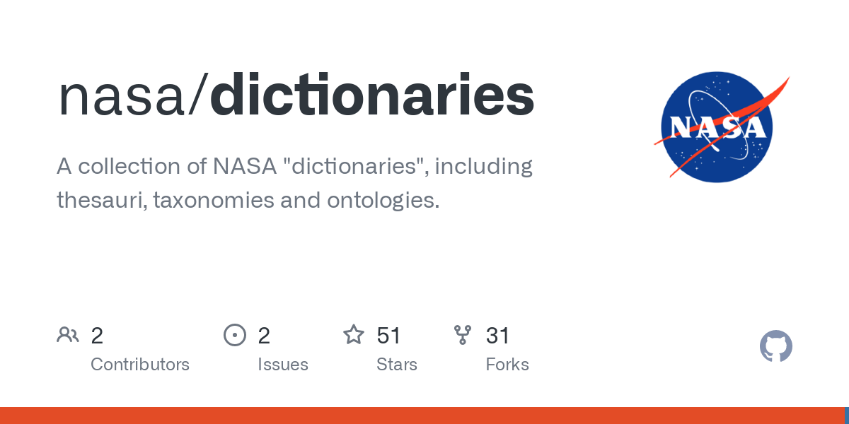 nasa/dictionaries
NASA
A collection of NASA "dictionaries", including
thesauri, taxonomies and ontologies.
2
Contributors
2
Issues
51
Stars
31
Forks